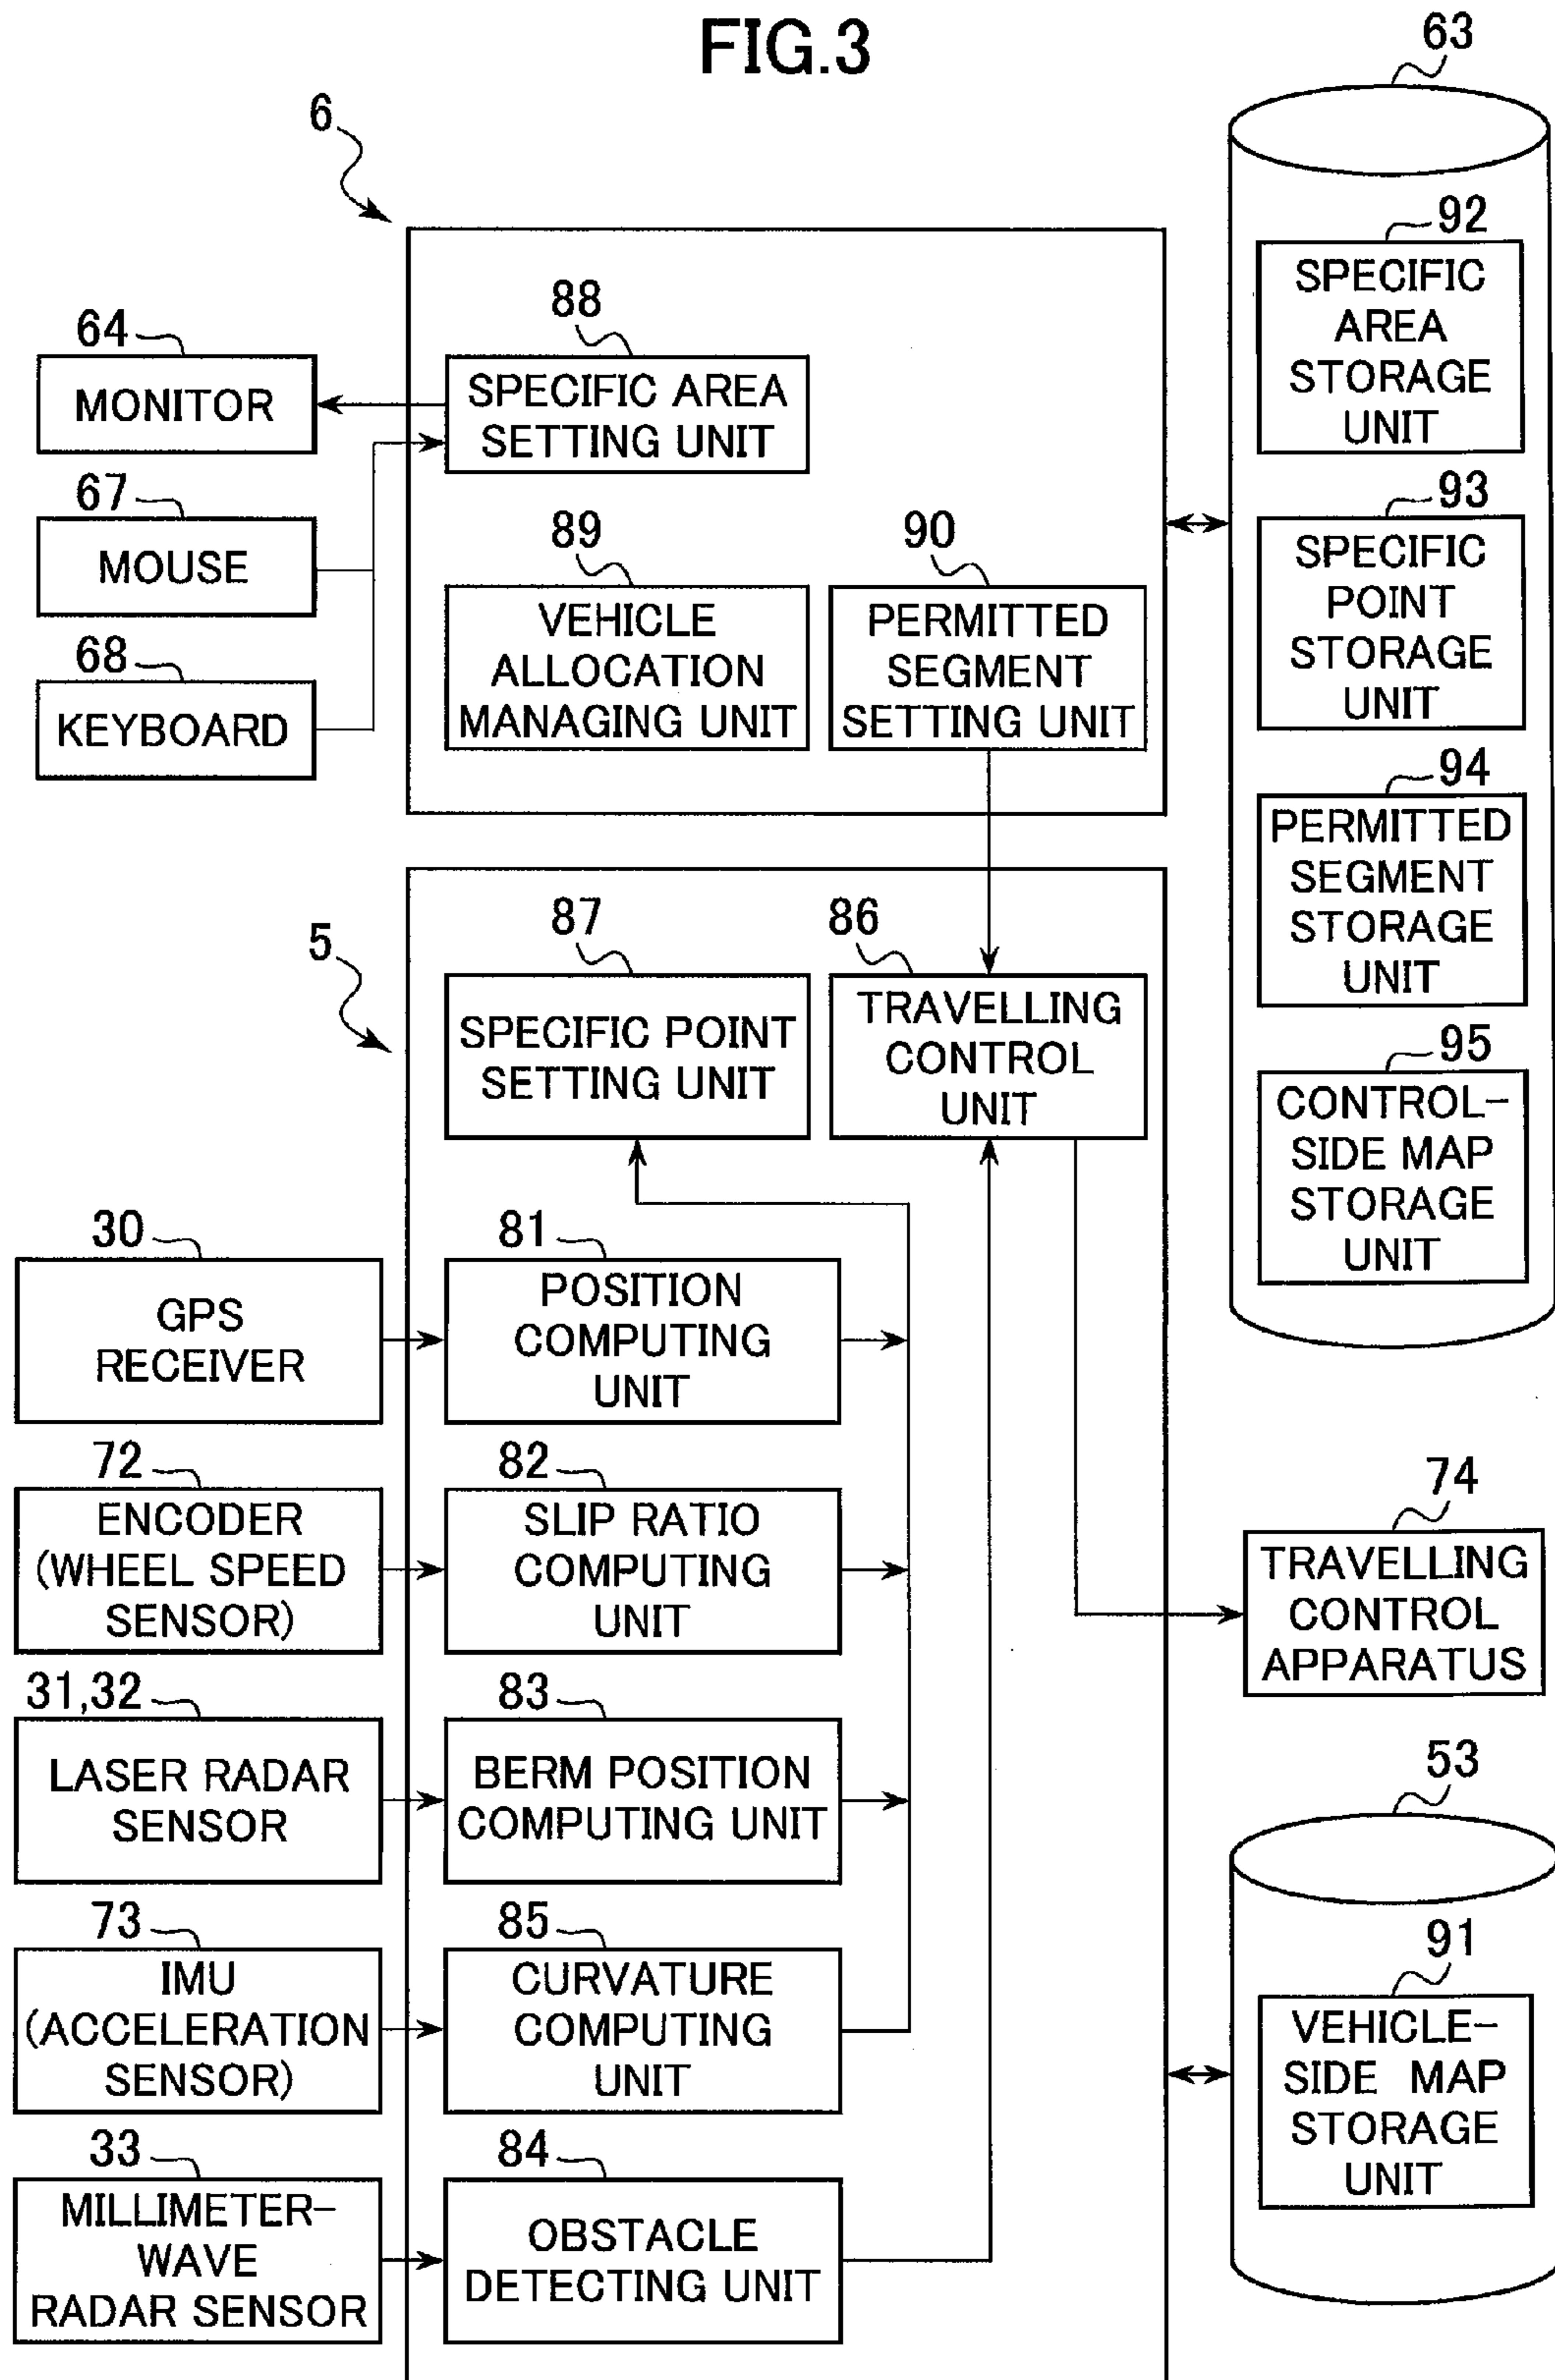 FIG.3
63
6
92
SPECIFIC
AREA
STORAGE
UNIT
88
64
MONITOR
SPECIFIC AREA
SETTING UNIT
67
MOUSE
93
SPECIFIC
POINT
STORAGE
UNIT
89
90
VEHICLE
ALLOCATION
MANAGING UNIT
PERMITTED
SEGMENT
SETTING UNIT
68
KEYBOARD
94
PERMITTED
SEGMENT
STORAGE
UNIT
5
87
86
SPECIFIC POINT
SETTING UNIT
TRAVELLING
CONTROL
UNIT
95
CONTROL-
SIDE MAP
STORAGE
UNIT
30
GPS
RECEIVER
81
POSITION
COMPUTING
UNIT
72
ENCODER
(WHEEL SPEED
SENSOR)
82
SLIP RATIO
COMPUTING
UNIT
74
TRAVELLING
CONTROL
APPARATUS
31,32
LASER RADAR
SENSOR
83
BERM POSITION
COMPUTING UNIT
53
73
IMU
(ACCELERATION
SENSOR)
85
CURVATURE
COMPUTING
UNIT
91
VEHICLE-
SIDE MAP
STORAGE
UNIT
33
MILLIMETER-
WAVE
RADAR SENSOR
84
OBSTACLE
DETECTING UNIT